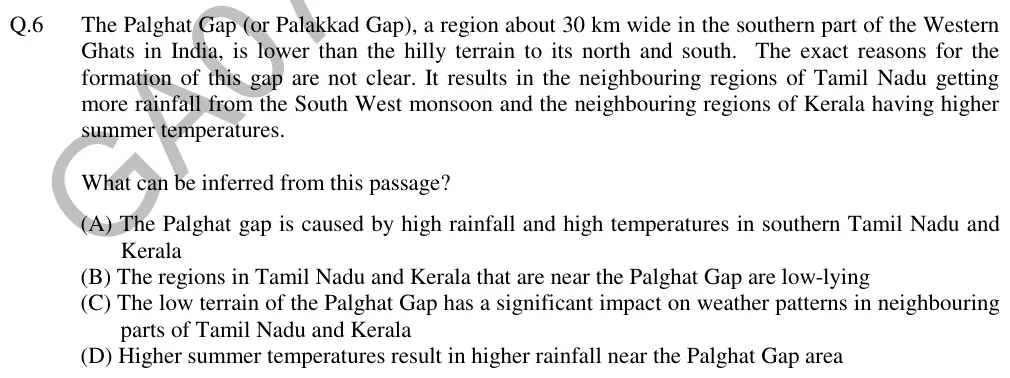 Q.6 The Palghat Gap (or Palakkad Gap), a region about 30 km wide in the southern part of the Western
Ghats in India, is lower than the hilly terrain to its north and south. The exact reasons for the
formation of this gap are not clear. It results in the neighbouring regions of Tamil Nadu getting
more rainfall from the South West monsoon and the neighbouring regions of Kerala having higher
summer temperatures.
What can be inferred from this passage?
(A) The Palghat gap is caused by high rainfall and high temperatures in southern Tamil Nadu and
Kerala
(B) The regions in Tamil Nadu and Kerala that are near the Palghat Gap are low-lying
(C) The low terrain of the Palghat Gap has a significant impact on weather patterns in neighbouring
parts of Tamil Nadu and Kerala
(D) Higher summer temperatures result in higher rainfall near the Palghat Gap area